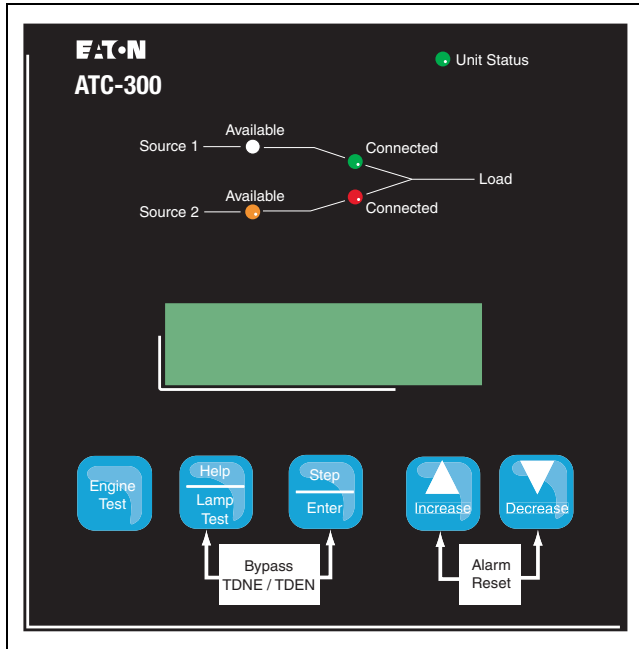 EATON
ATC-300
Unit Status
Available
Source 1
Connected
Load
Available
Source 2
Connected
Engine
Test
Help
Lamp
Test
Step
Enter
Increase
Decrease
Bypass
TDNE / TDEN
Alarm
Reset